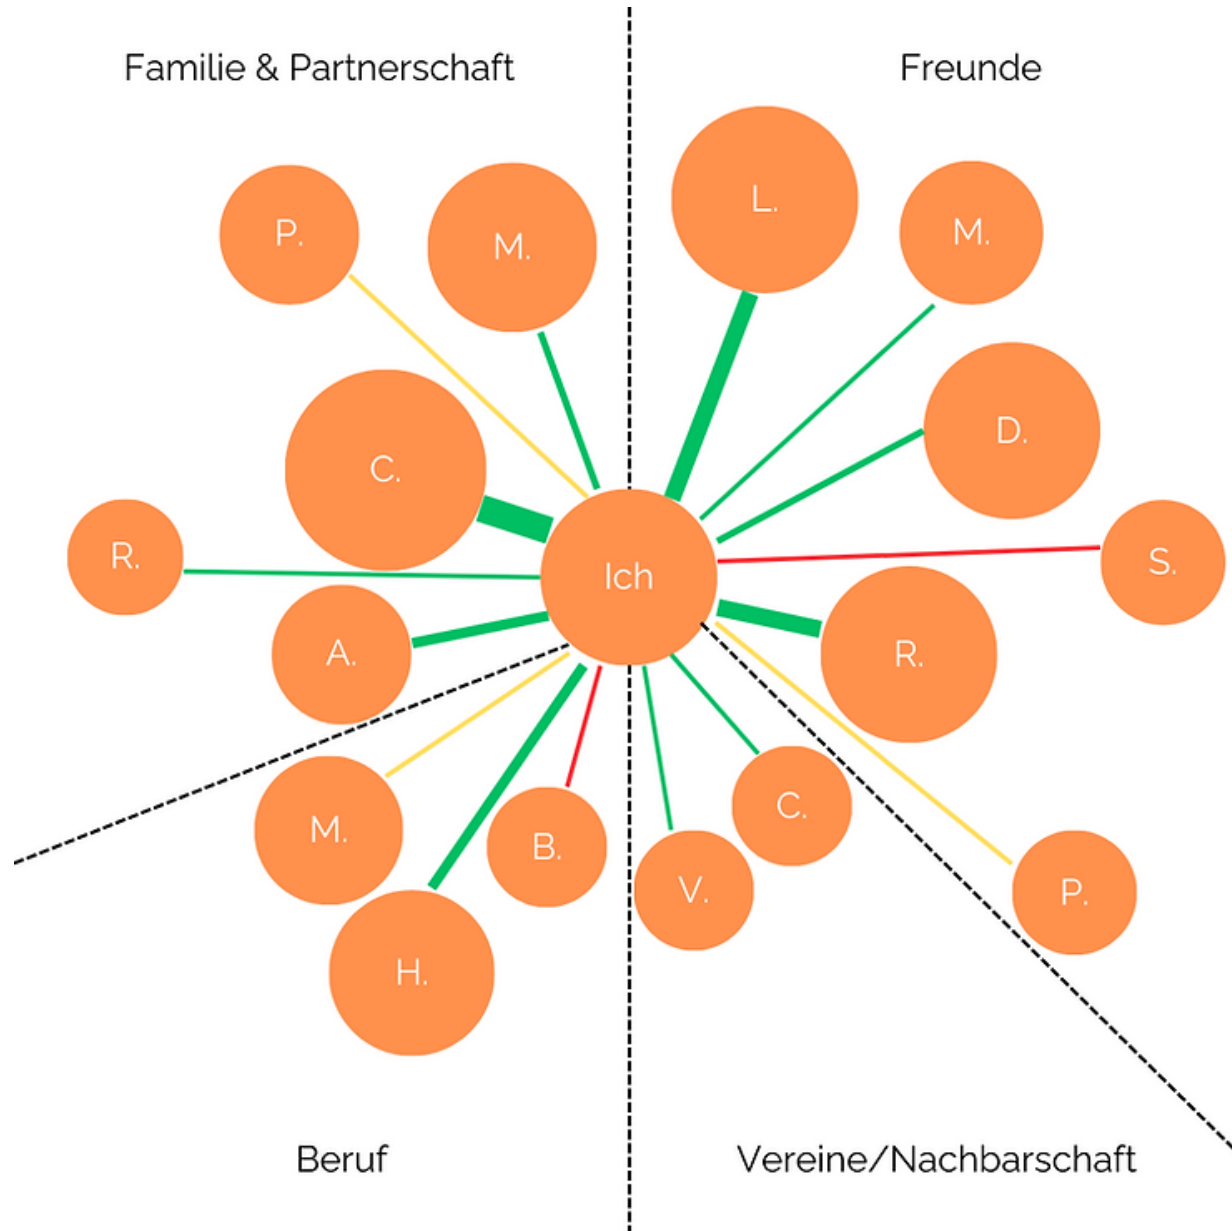 Familie & Partnerschaft
Freunde
L.
M.
P.
M.
D.
C.
R.
S.
Ich
A.
R.
M.
B.
C.
V.
P.
H.
Beruf
Vereine/Nachbarschaft